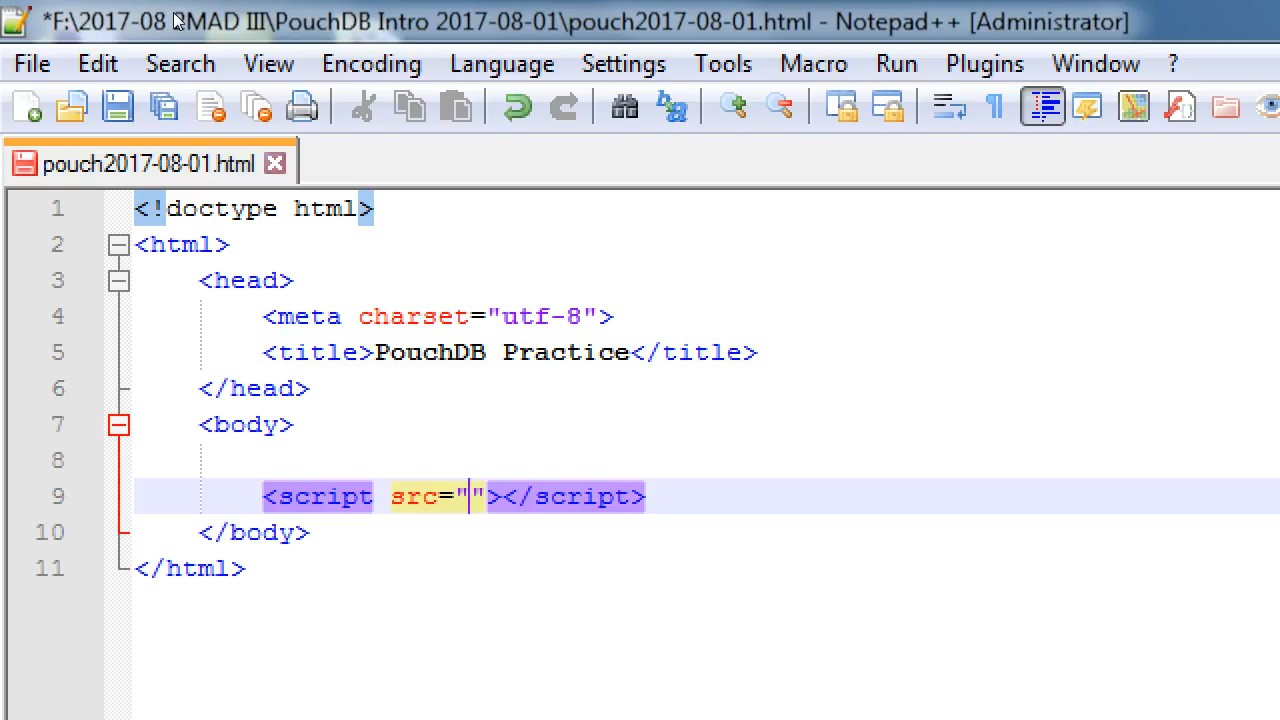 *F:\2017-08 MAD III\PouchDB Intro 2017-08-01\pouch2017-08-01.html - Notepad++ [Administrator]
File Edit Search View Encoding Language Settings Tools Macro Run Plugins Window ?
pouch2017-08-01.html
1 <!doctype html>
2 <html>
3 <head>
4 <meta charset="utf-8">
5 <title>PouchDB Practice</title>
6 </head>
7 <body>
8
9 <script src=""></script>
10 </body>
11 </html>